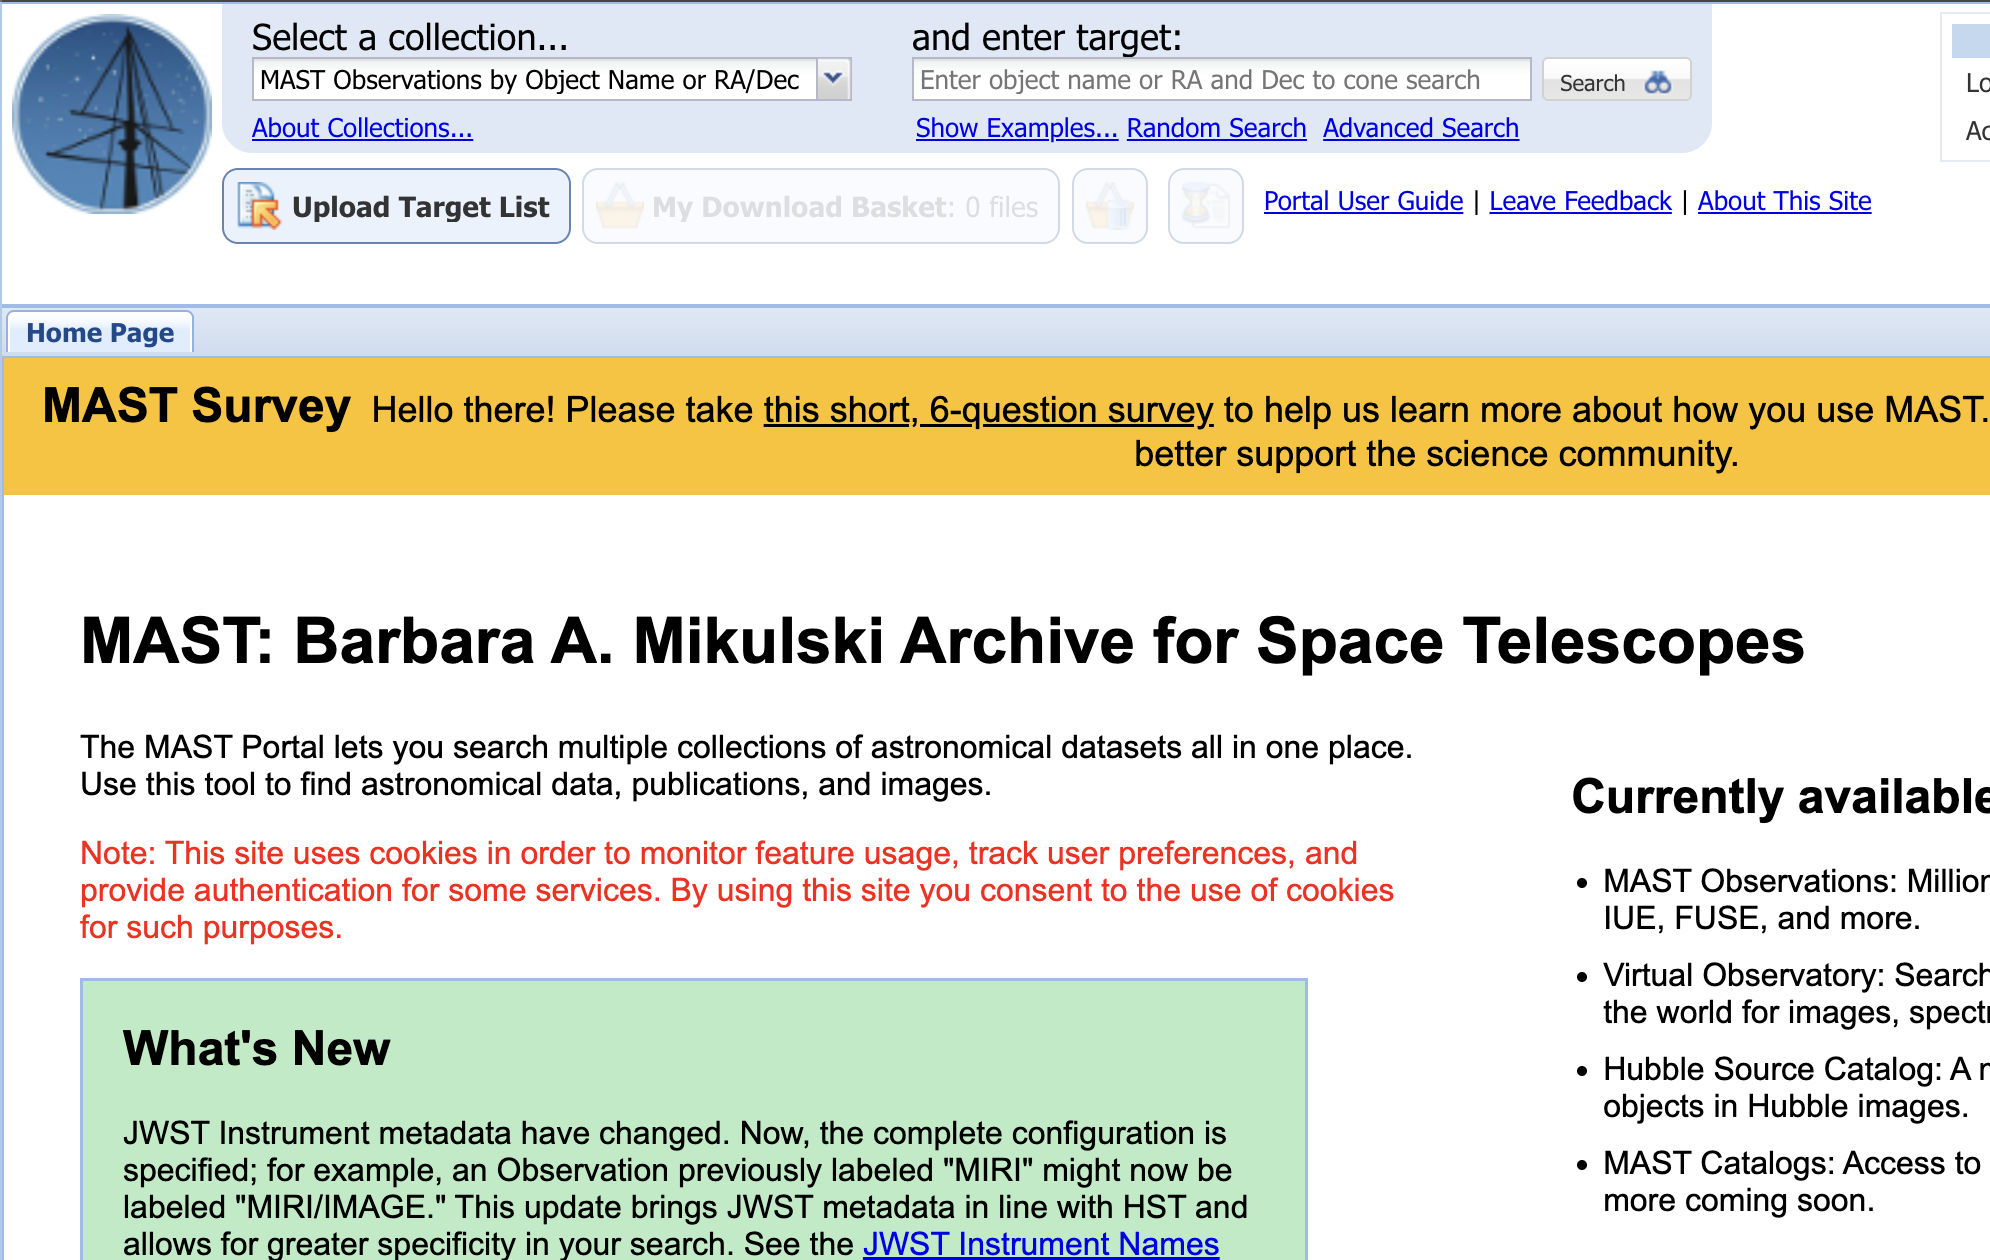 Select a collection...
and enter target:
MAST Observations by Object Name or RA/Dec
Enter object name or RA and Dec to cone search
Search
About Collections...
Show Examples... Random Search Advanced Search
Upload Target List
My Download Basket: 0 files
Portal User Guide | Leave Feedback | About This Site
Home Page
MAST Survey Hello there! Please take this short, 6-question survey to help us learn more about how you use MAST.
better support the science community.
MAST: Barbara A. Mikulski Archive for Space Telescopes
The MAST Portal lets you search multiple collections of astronomical datasets all in one place.
Use this tool to find astronomical data, publications, and images.
Note: This site uses cookies in order to monitor feature usage, track user preferences, and
provide authentication for some services. By using this site you consent to the use of cookies
for such purposes.
What's New
JWST Instrument metadata have changed. Now, the complete configuration is
specified; for example, an Observation previously labeled "MIRI" might now be
labeled "MIRI/IMAGE." This update brings JWST metadata in line with HST and
allows for greater specificity in your search. See the JWST Instrument Names
Currently available
MAST Observations: Million
IUE, FUSE, and more.
Virtual Observatory: Search
the world for images, spect
Hubble Source Catalog: A
objects in Hubble images.
MAST Catalogs: Access to
more coming soon.